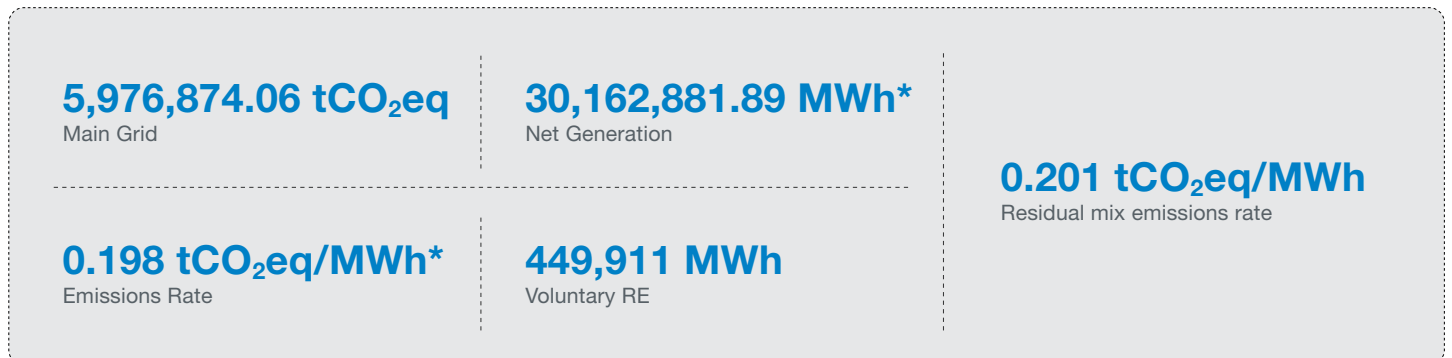 5,976,874.06 tCO₂eq
Main Grid
30,162,881.89 MWh*
Net Generation
0.198 tCO₂eq/MWh*
Emissions Rate
449,911 MWh
Voluntary RE
0.201 tCO₂eq/MWh
Residual mix emissions rate